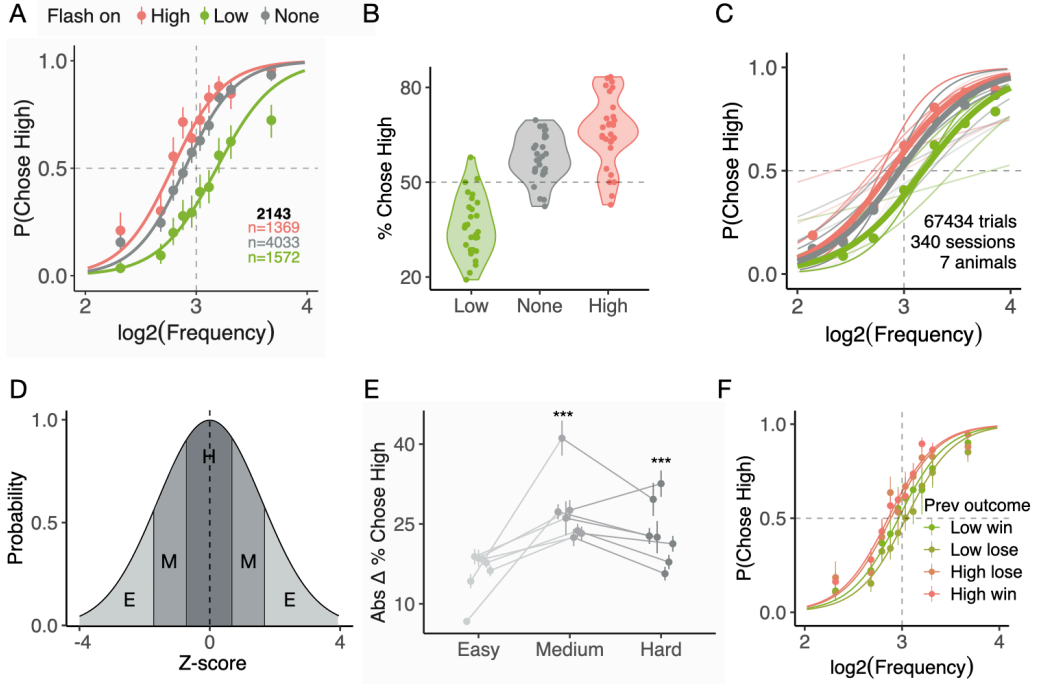 A
Flash on High Low None
P(Chose High)
1.0
0.5
0.0
2143
n=1369
n=4033
n=1572
2 3 4
log2(Frequency)
B
% Chose High
80
50
20
Low None High
C
P(Chose High)
1.0
0.5
0.0
67434 trials
340 sessions
7 animals
2 3 4
log2(Frequency)
D
Probability
1.0
0.5
0.0
H
M M
E E
-4 0 4
Z-score
E
Abs Δ % Chose High
40
25
10
***
***
Easy Medium Hard
F
P(Chose High)
1.0
0.5
0.0
Prev outcome
Low win
Low lose
High lose
High win
2 3 4
log2(Frequency)